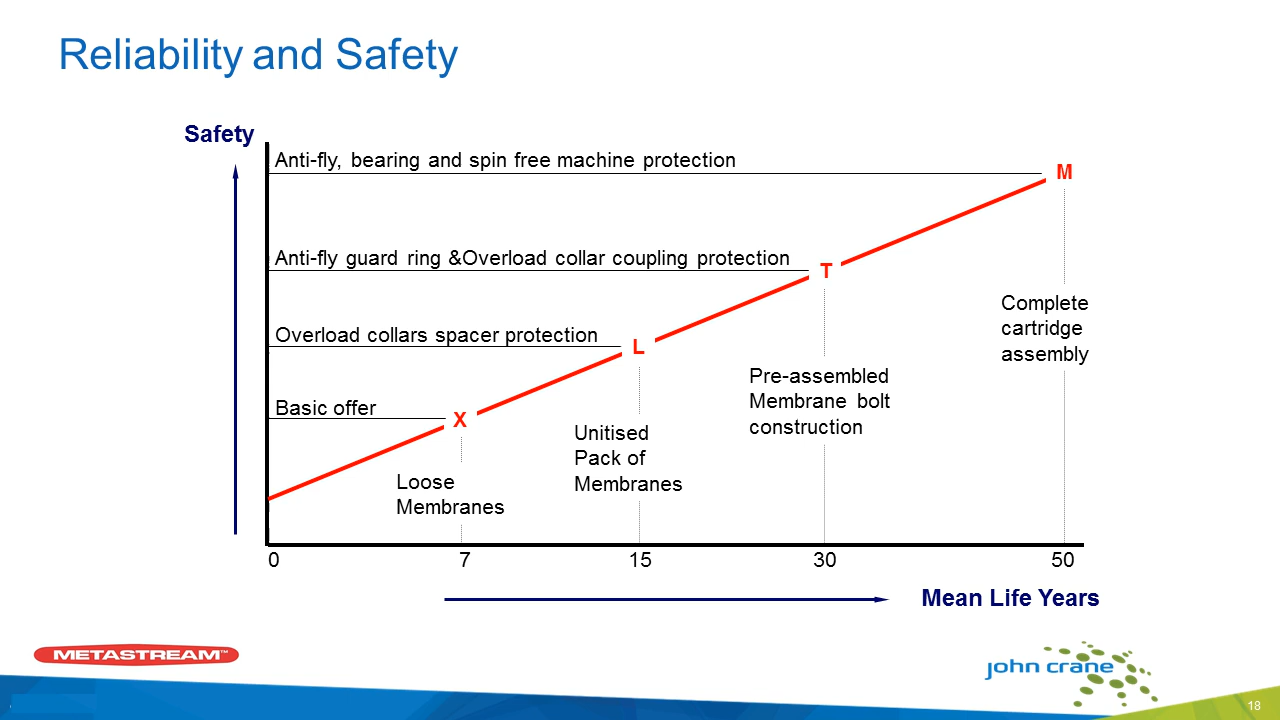 Reliability and Safety
Safety
Anti-fly, bearing and spin free machine protection
M
Anti-fly guard ring &Overload collar coupling protection
T
Complete
cartridge
assembly
Overload collars spacer protection
L
Pre-assembled
Membrane bolt
construction
Basic offer
X
Unitised
Pack of
Membranes
Loose
Membranes
0 7 15 30 50
Mean Life Years
METASTREAM™
john crane
18